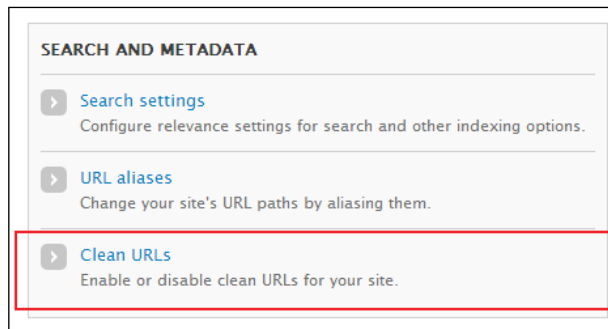 SEARCH AND METADATA
Search settings
Configure relevance settings for search and other indexing options.
URL aliases
Change your site's URL paths by aliasing them.
Clean URLs
Enable or disable clean URLs for your site.